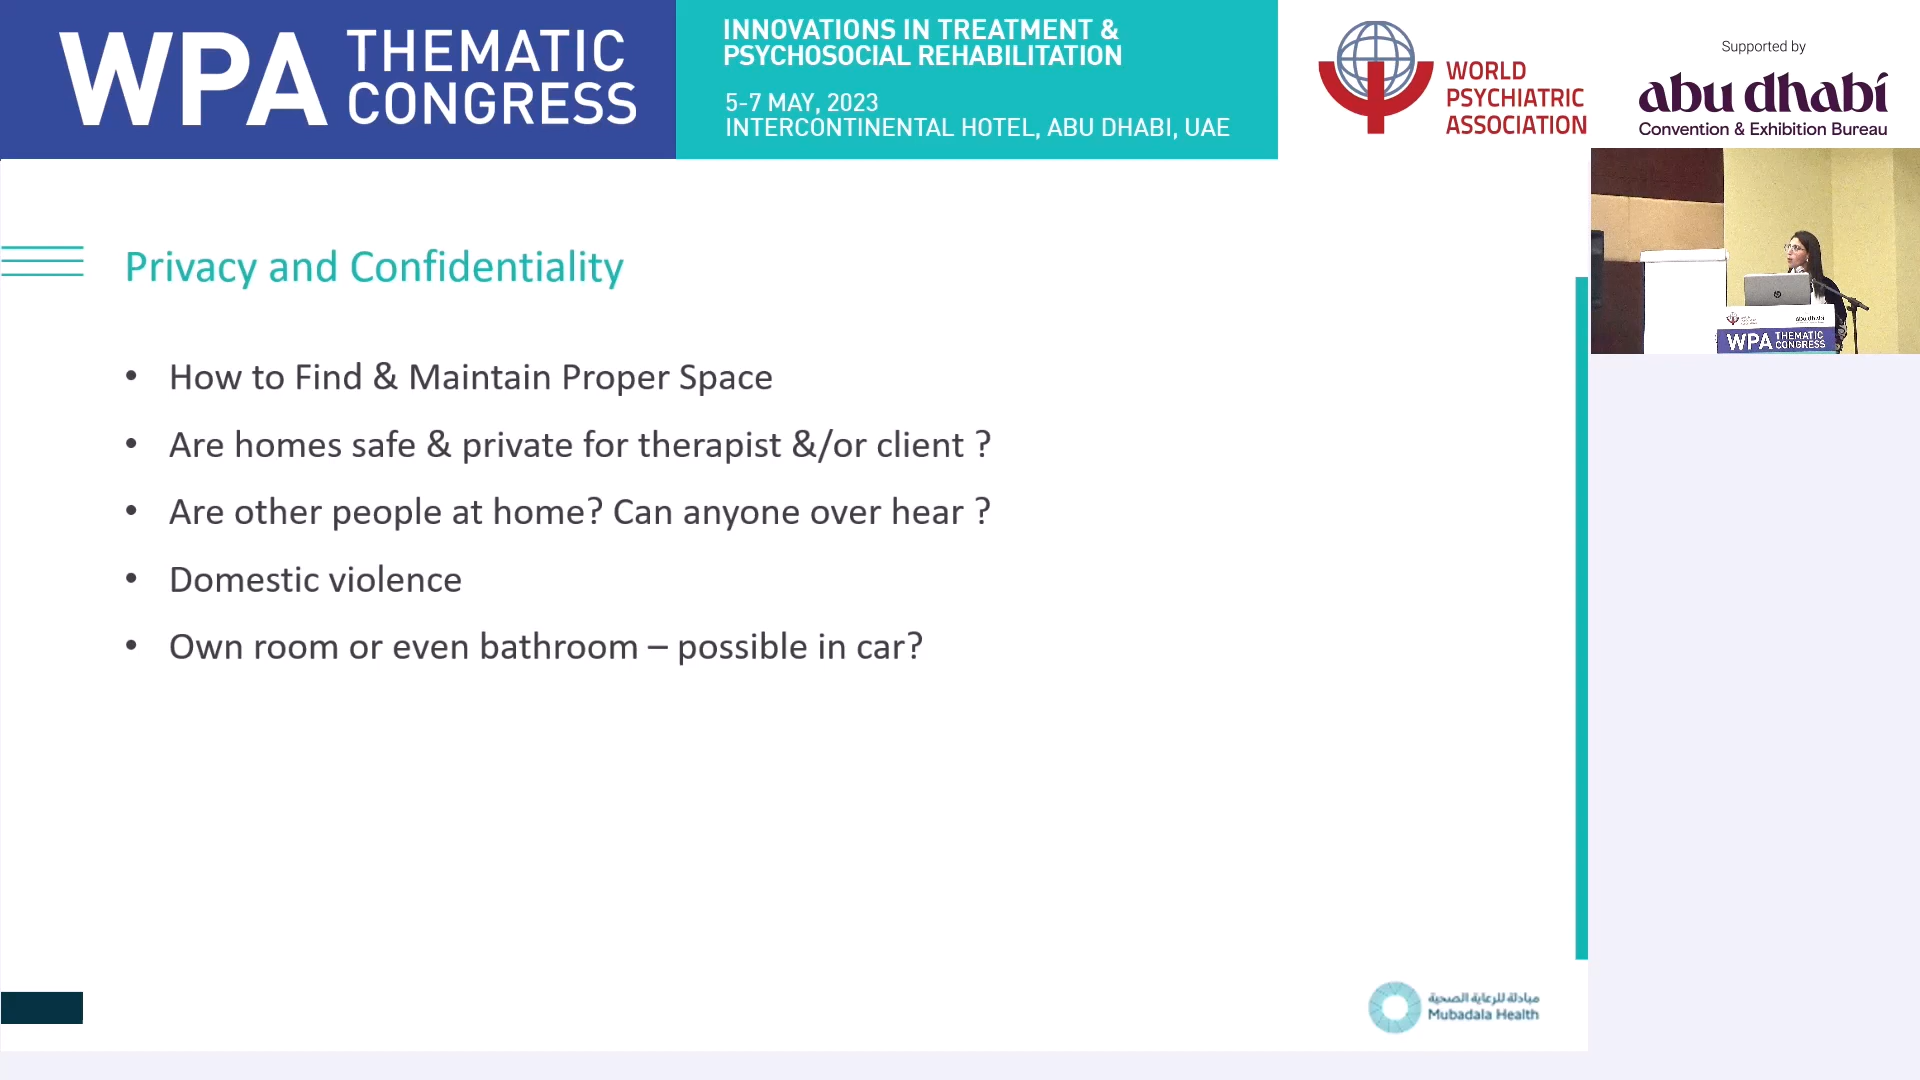 WPA THEMATIC CONGRESS
INNOVATIONS IN TREATMENT &
PSYCHOSOCIAL REHABILITATION
5-7 MAY, 2023
INTERCONTINENTAL HOTEL, ABU DHABI, UAE
WORLD
PSYCHIATRIC
ASSOCIATION
Supported by
abu dhabi
Convention & Exhibition Bureau
Privacy and Confidentiality
• How to Find & Maintain Proper Space
• Are homes safe & private for therapist &/or client ?
• Are other people at home? Can anyone over hear ?
• Domestic violence
• Own room or even bathroom – possible in car?
abu dhabi
WPA THEMATIC CONGRESS
مبادلة للرعاية الصحية
Mubadala Health